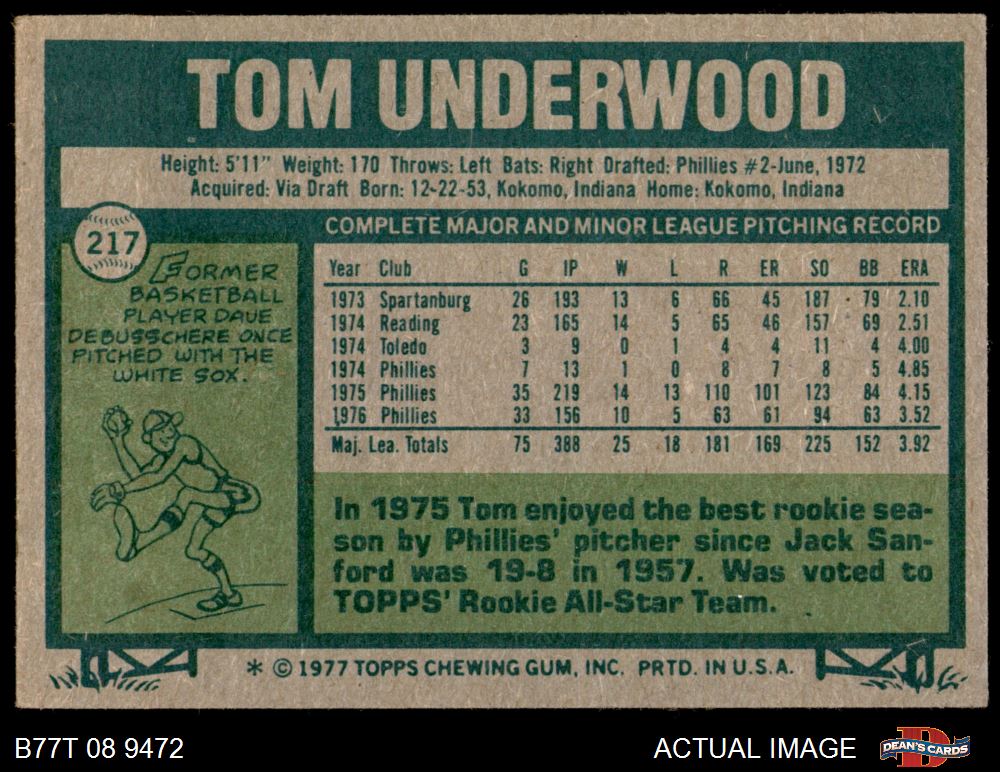 TOM UNDERWOOD
Height: 5'11" Weight: 170 Throws: Left Bats: Right Drafted: Phillies #2-June, 1972
Acquired: Via Draft Born: 12-22-53, Kokomo, Indiana Home: Kokomo, Indiana
217
FORMER
BASKETBALL
PLAYER DAVE
DEBUSSCHERE ONCE
PITCHED WITH THE
WHITE SOX.
COMPLETE MAJOR AND MINOR LEAGUE PITCHING RECORD
Year Club G IP W L R ER SO BB ERA
1973 Spartanburg 26 193 13 6 66 45 187 79 2.10
1974 Reading 23 165 14 5 65 46 157 69 2.51
1974 Toledo 3 9 0 1 4 4 11 4 4.00
1974 Phillies 7 13 1 0 8 7 8 5 4.85
1975 Phillies 35 219 14 13 110 101 123 84 4.15
1976 Phillies 33 156 10 5 63 61 94 63 3.52
Maj. Lea. Totals 75 388 25 18 181 169 225 152 3.92
In 1975 Tom enjoyed the best rookie sea-
son by Phillies' pitcher since Jack San-
ford was 19-8 in 1957. Was voted to
TOPPS' Rookie All-Star Team.
* © 1977 TOPPS CHEWING GUM, INC. PRTD. IN U.S.A.
B77T 08 9472
ACTUAL IMAGE
D
DEAN'S CARDS